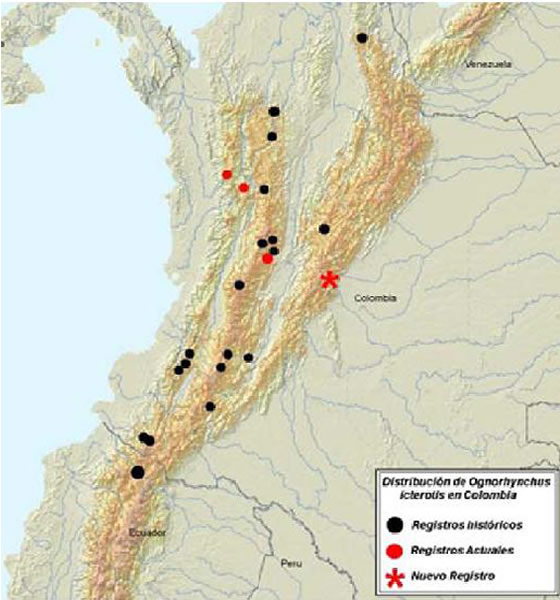 Venezuela
Colombia
Distribución de Ognorhynchus
icterotis en Colombia
Registros históricos
Registros Actuales
Nuevo Registro
Ecuador
Peru